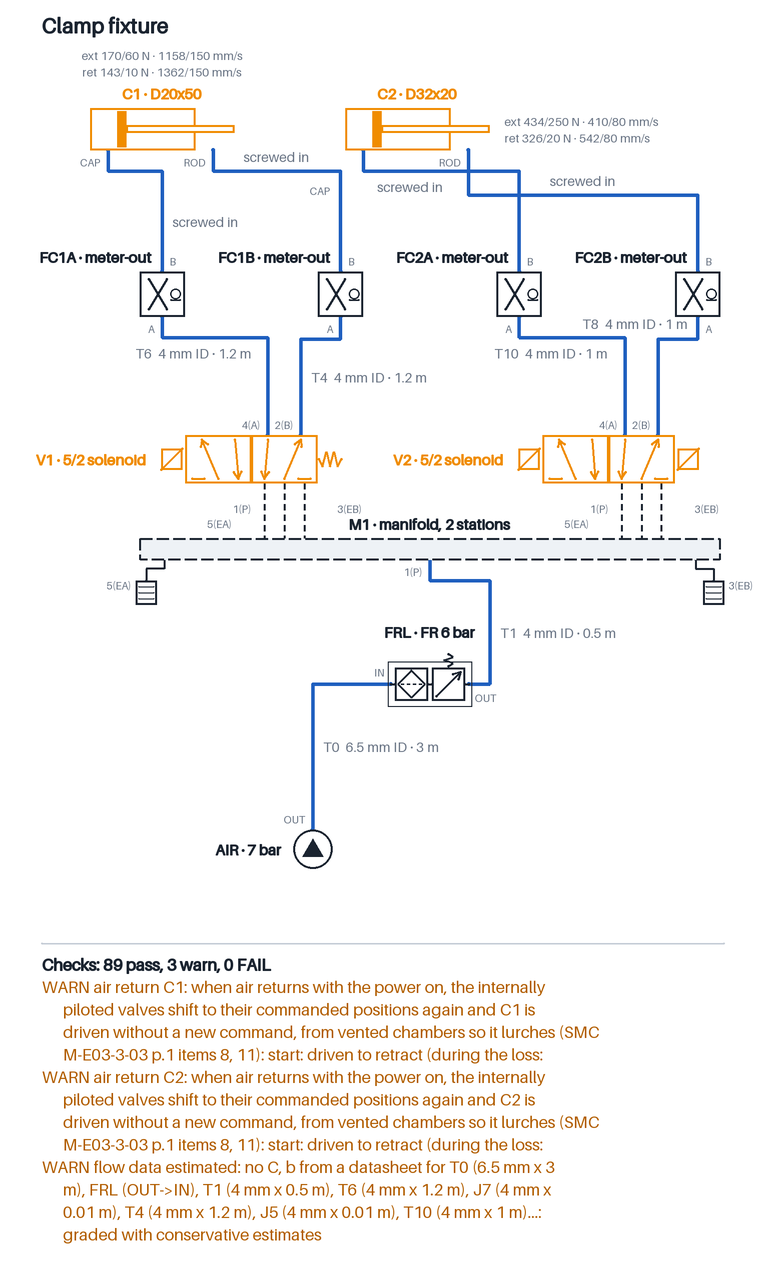 Clamp fixture
ext 170/60 N · 1158/150 mm/s
ret 143/10 N · 1362/150 mm/s
C1 · D20x50
C2 · D32x20
ext 434/250 N · 410/80 mm/s
ret 326/20 N · 542/80 mm/s
CAP
ROD
screwed in
ROD
CAP
screwed in
screwed in
screwed in
FC1A · meter-out
B
FC1B · meter-out
B
FC2A · meter-out
B
FC2B · meter-out
B
A
A
A
T8 4 mm ID · 1 m
A
T6 4 mm ID · 1.2 m
T10 4 mm ID · 1 m
T4 4 mm ID · 1.2 m
4(A)
2(B)
4(A)
2(B)
V1 · 5/2 solenoid
V2 · 5/2 solenoid
1(P)
3(EB)
1(P)
3(EB)
5(EA)
M1 · manifold, 2 stations
5(EA)
1(P)
5(EA)
3(EB)
FRL · FR 6 bar
T1 4 mm ID · 0.5 m
IN
OUT
T0 6.5 mm ID · 3 m
OUT
AIR · 7 bar
Checks: 89 pass, 3 warn, 0 FAIL
WARN air return C1: when air returns with the power on, the internally
piloted valves shift to their commanded positions again and C1 is
driven without a new command, from vented chambers so it lurches (SMC
M-E03-3-03 p.1 items 8, 11): start: driven to retract (during the loss:
WARN air return C2: when air returns with the power on, the internally
piloted valves shift to their commanded positions again and C2 is
driven without a new command, from vented chambers so it lurches (SMC
M-E03-3-03 p.1 items 8, 11): start: driven to retract (during the loss:
WARN flow data estimated: no C, b from a datasheet for T0 (6.5 mm x 3
m), FRL (OUT->IN), T1 (4 mm x 0.5 m), T6 (4 mm x 1.2 m), J7 (4 mm x
0.01 m), T4 (4 mm x 1.2 m), J5 (4 mm x 0.01 m), T10 (4 mm x 1 m)...:
graded with conservative estimates